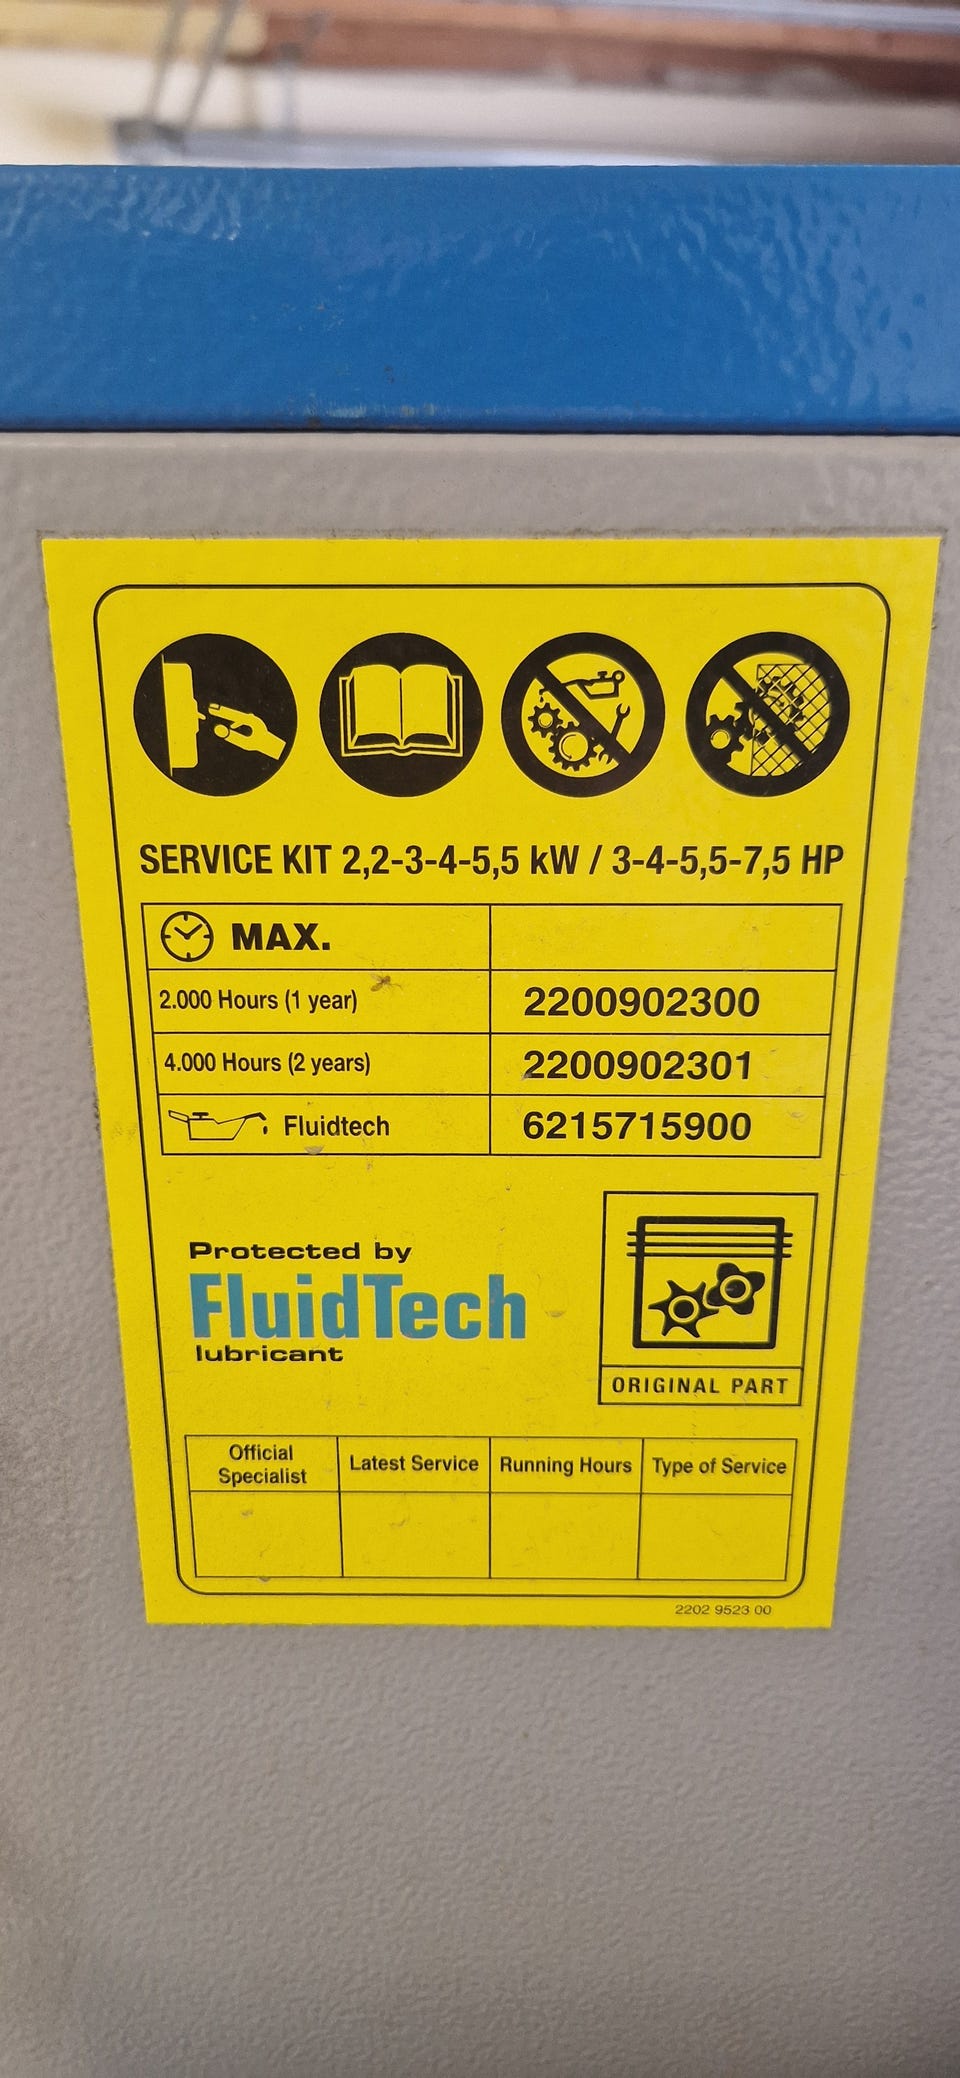 SERVICE KIT 2,2-3-4-5,5 kW / 3-4-5,5-7,5 HP
MAX.
2.000 Hours (1 year) 2200902300
4.000 Hours (2 years) 2200902301
Fluidtech 6215715900
Protected by
FluidTech
lubricant
ORIGINAL PART
Official Specialist Latest Service Running Hours Type of Service
2202 9523 00